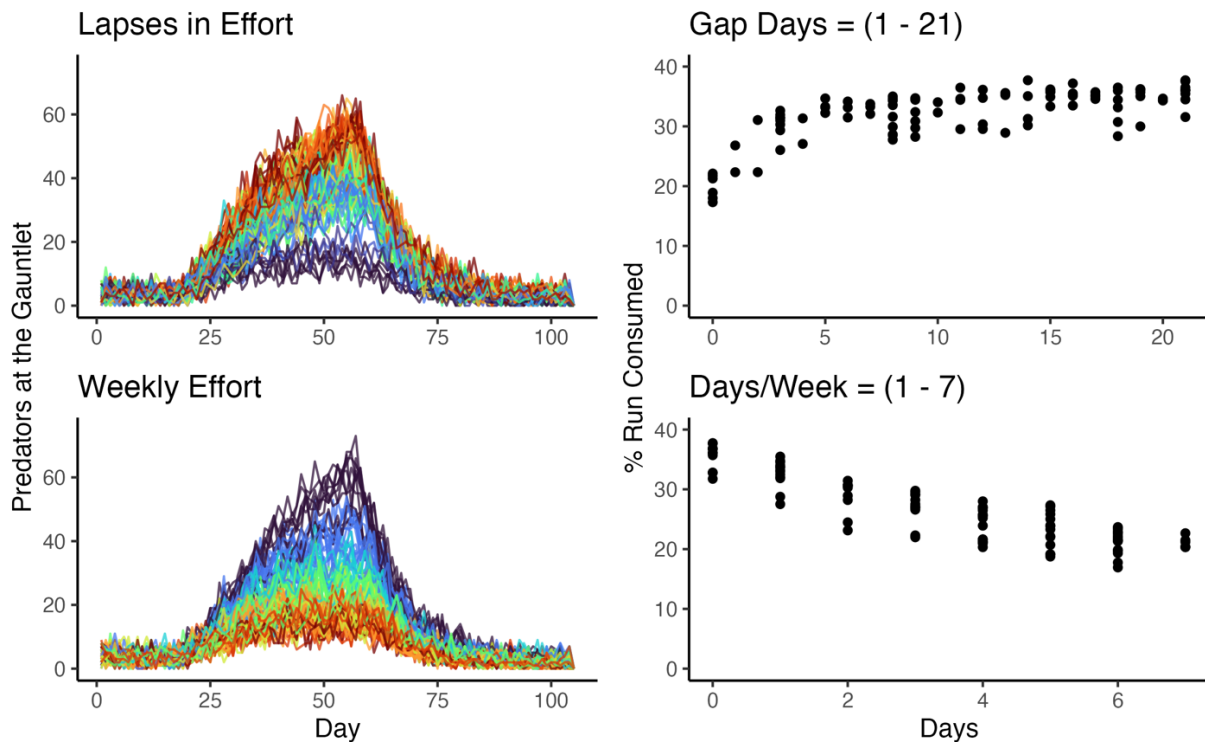 Lapses in Effort
Predators at the Gauntlet
0
20
40
60
0 25 50 75 100
Gap Days = (1 - 21)
% Run Consumed
40
30
20
10
0
0 5 10 15 20
Weekly Effort
60
40
20
0
0 25 50 75 100
Day
Days/Week = (1 - 7)
40
30
20
10
0
0 2 4 6
Days